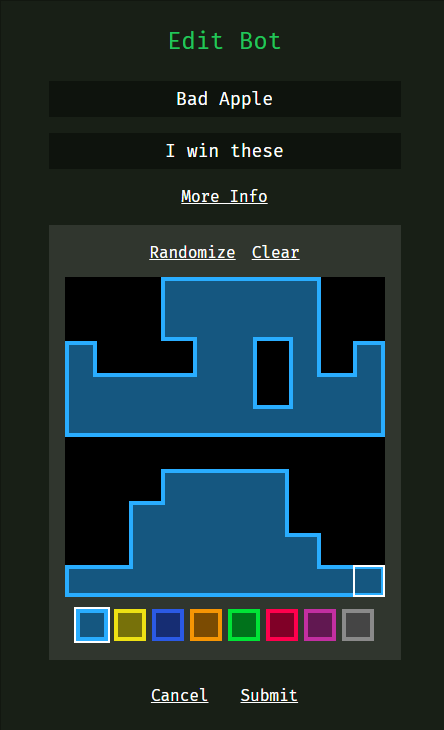 Edit Bot
Bad Apple
I win these
More Info
Randomize Clear
Cancel Submit